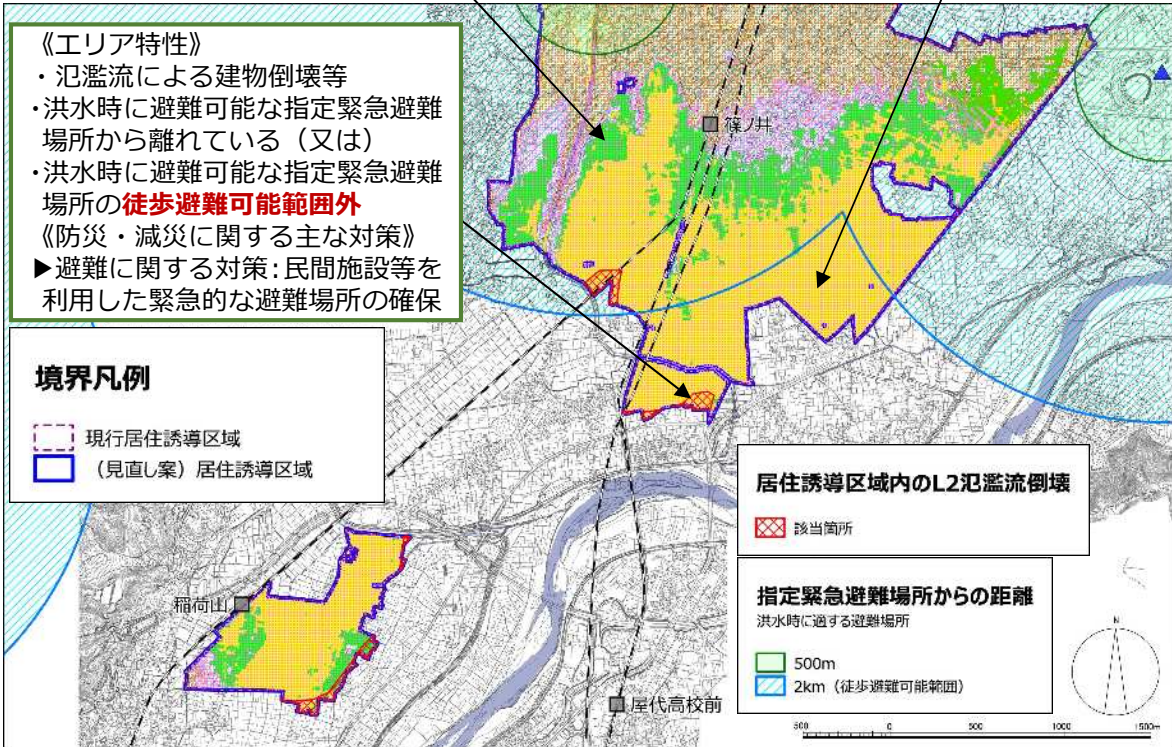 《エリア特性》
・氾濫流による建物倒壊等
・洪水時に避難可能な指定緊急避難
場所から離れている（又は）
・洪水時に避難可能な指定緊急避難
場所の徒歩避難可能範囲外
《防災・減災に関する主な対策》
▶避難に関する対策：民間施設等を
利用した緊急的な避難場所の確保
篠ノ井
境界凡例
現行居住誘導区域
（見直し案）居住誘導区域
居住誘導区域内のL2氾濫流倒壊
該当箇所
指定緊急避難場所からの距離
洪水時に適する避難場所
500m
2km（徒歩避難可能範囲）
稲荷山
屋代高校前
N
500 0 500 1000 1500m